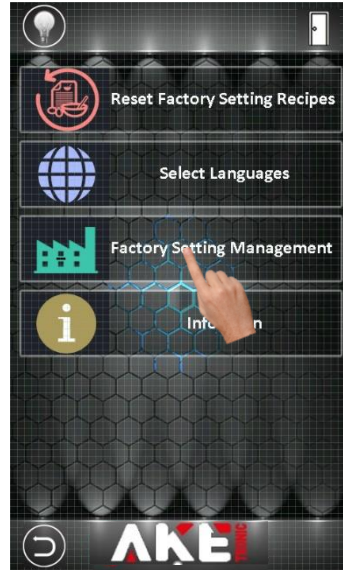 Reset Factory Setting Recipes
Select Languages
Factory Setting Management
AKE